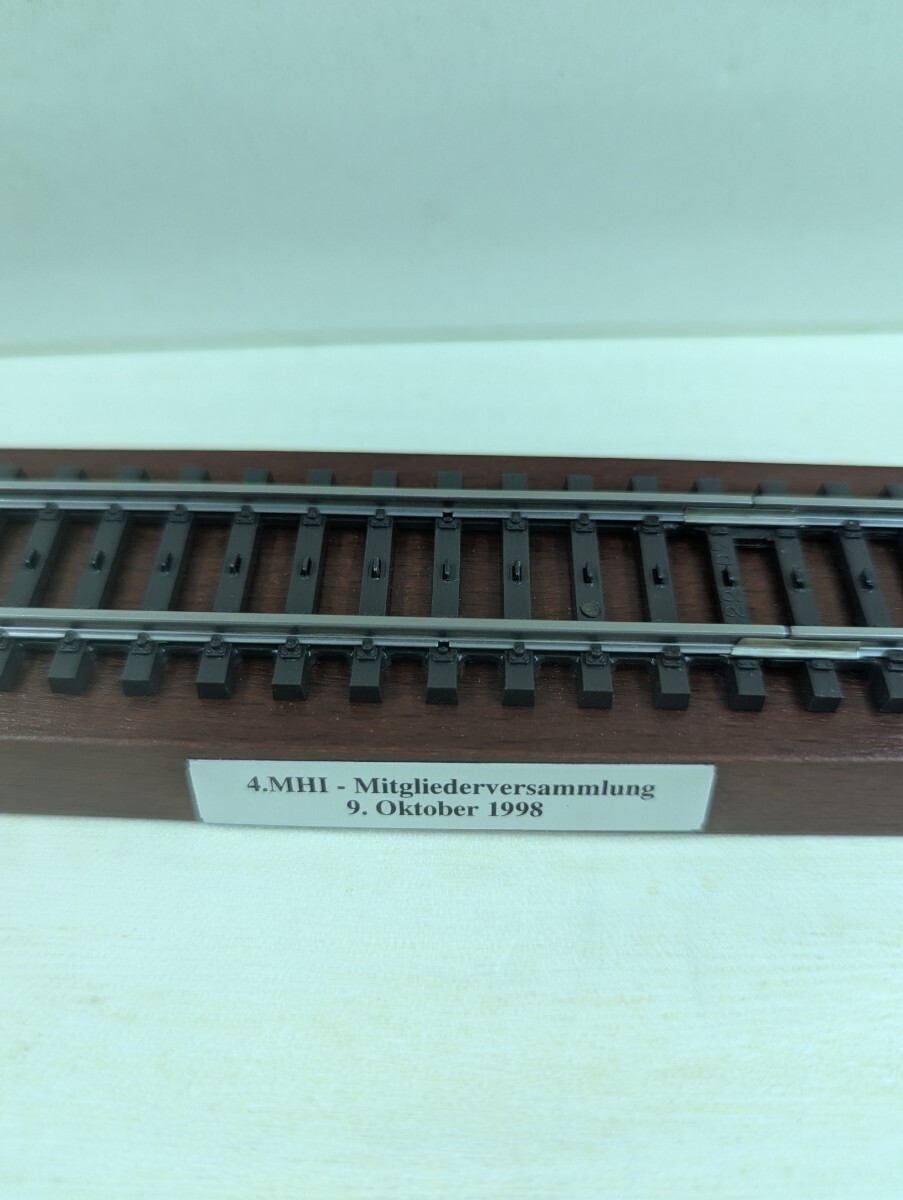 4.MHI - Mitgliederversammlung
9. Oktober 1998